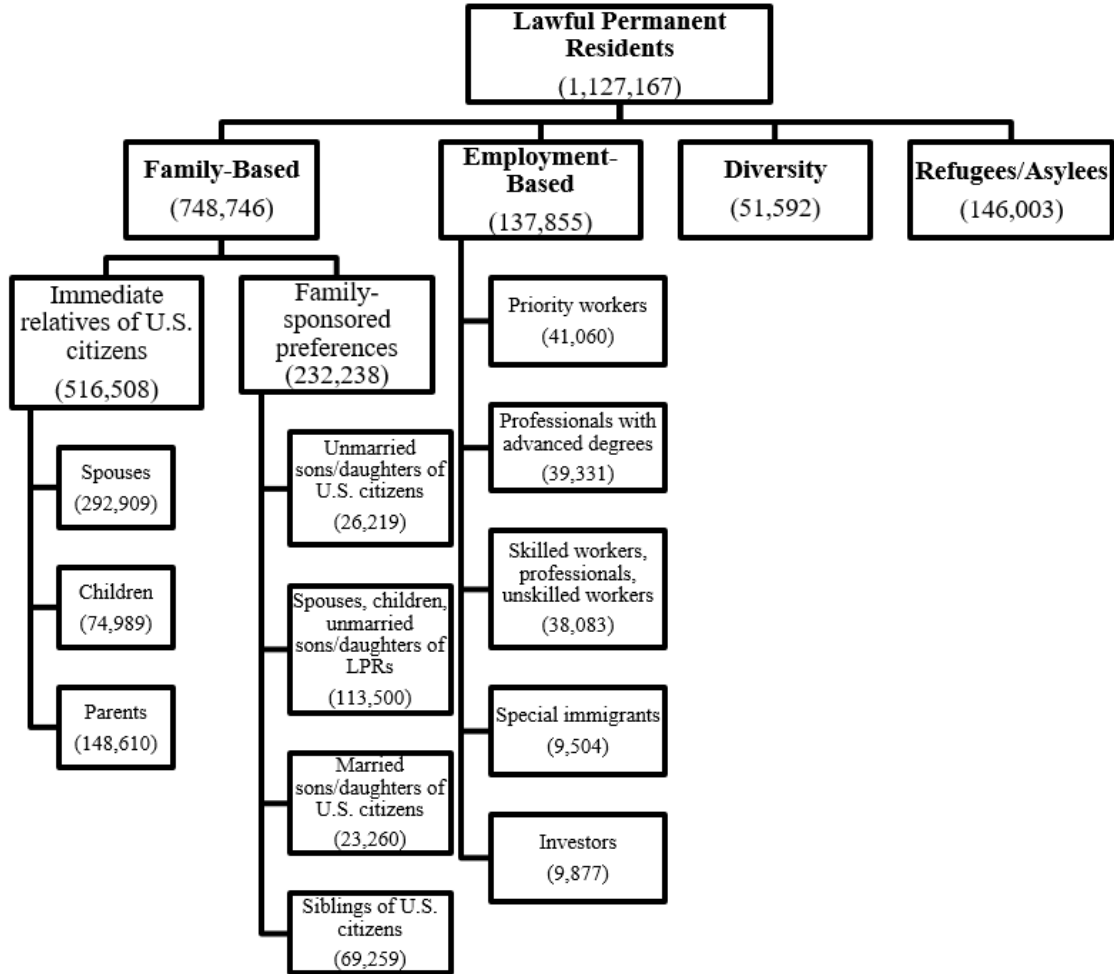 Lawful Permanent
Residents
(1,127,167)
Family-Based
(748,746)
Employment-
Based
(137,855)
Diversity
(51,592)
Refugees/Asylees
(146,003)
Immediate
relatives of U.S.
citizens
(516,508)
Spouses
(292,909)
Children
(74,989)
Parents
(148,610)
Family-
sponsored
preferences
(232,238)
Unmarried
sons/daughters of
U.S. citizens
(26,219)
Spouses, children,
unmarried
sons/daughters of
LPRs
(113,500)
Married
sons/daughters of
U.S. citizens
(23,260)
Siblings of U.S.
citizens
(69,259)
Priority workers
(41,060)
Professionals with
advanced degrees
(39,331)
Skilled workers,
professionals,
unskilled workers
(38,083)
Special immigrants
(9,504)
Investors
(9,877)